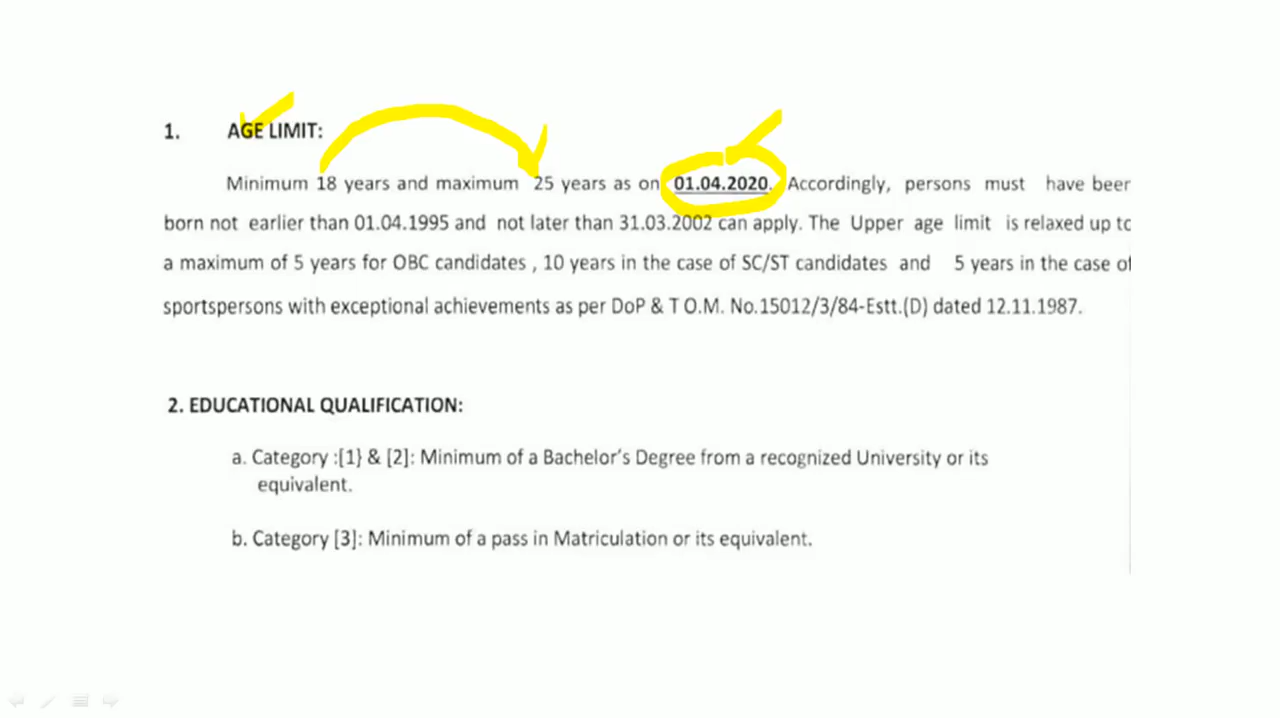 1. AGE LIMIT:
Minimum 18 years and maximum 25 years as on 01.04.2020. Accordingly, persons must have beer
born not earlier than 01.04.1995 and not later than 31.03.2002 can apply. The Upper age limit is relaxed up to
a maximum of 5 years for OBC candidates , 10 years in the case of SC/ST candidates and 5 years in the case of
sportspersons with exceptional achievements as per DoP & T O.M. No.15012/3/84-Estt.(D) dated 12.11.1987.
2. EDUCATIONAL QUALIFICATION:
a. Category :[1} & [2]: Minimum of a Bachelor's Degree from a recognized University or its
equivalent.
b. Category [3]: Minimum of a pass in Matriculation or its equivalent.